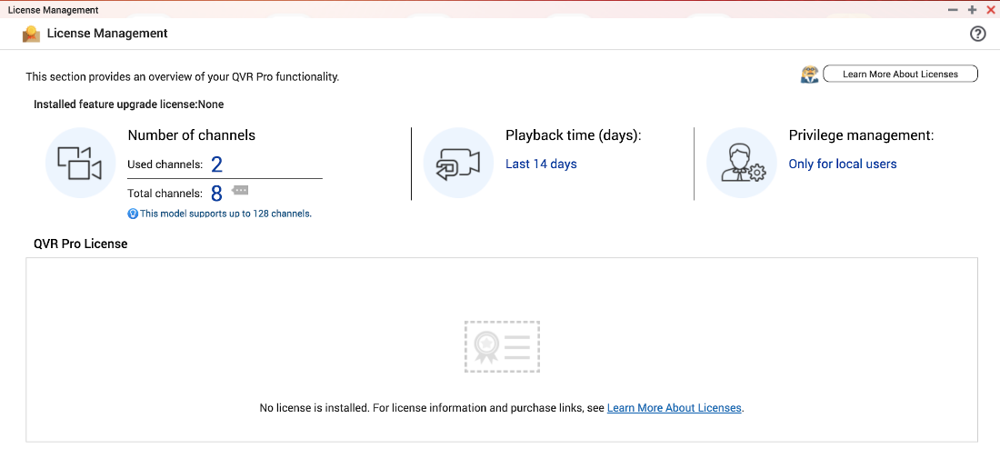 License Management
License Management
This section provides an overview of your QVR Pro functionality.
Learn More About Licenses
Installed feature upgrade license:None
Number of channels
Used channels: 2
Total channels: 8
This model supports up to 128 channels.
Playback time (days):
Last 14 days
Privilege management:
Only for local users
QVR Pro License
No license is installed. For license information and purchase links, see Learn More About Licenses.